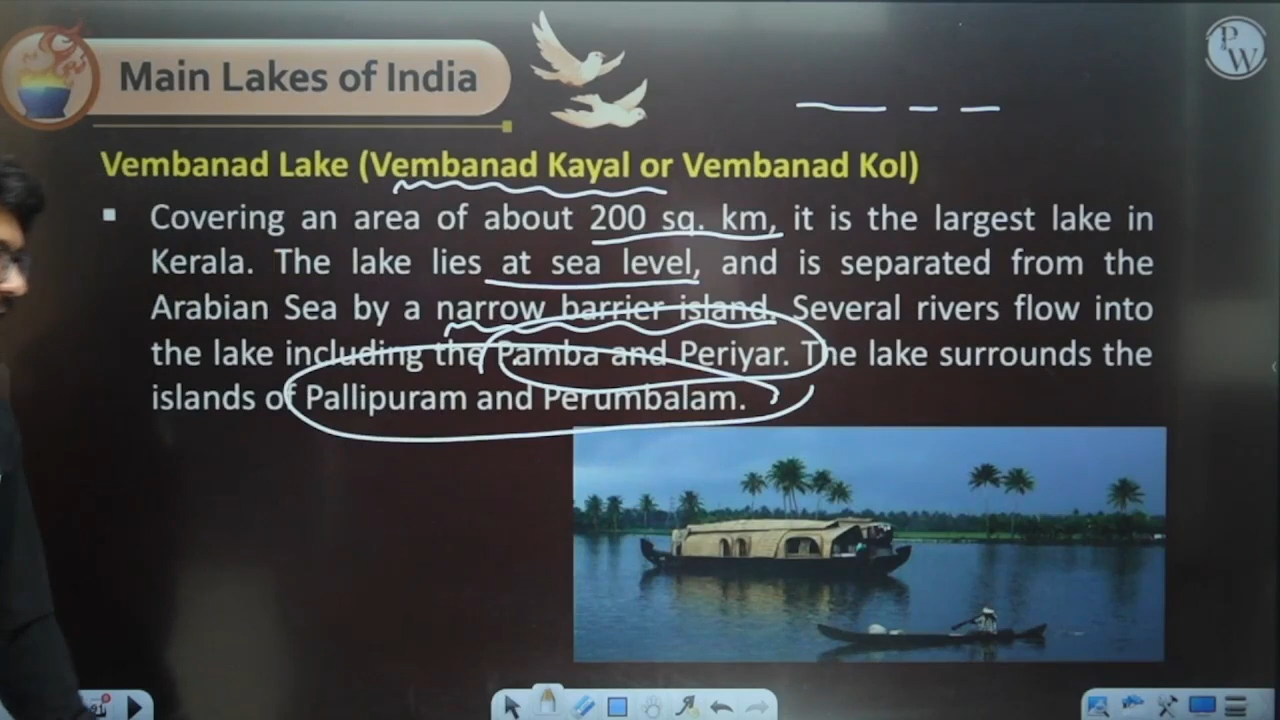 Main Lakes of India
PW
Vembanad Lake (Vembanad Kayal or Vembanad Kol)
▪ Covering an area of about 200 sq. km, it is the largest lake in
Kerala. The lake lies at sea level, and is separated from the
Arabian Sea by a narrow barrier island. Several rivers flow into
the lake including the Pamba and Periyar. The lake surrounds the
islands of Pallipuram and Perumbalam.